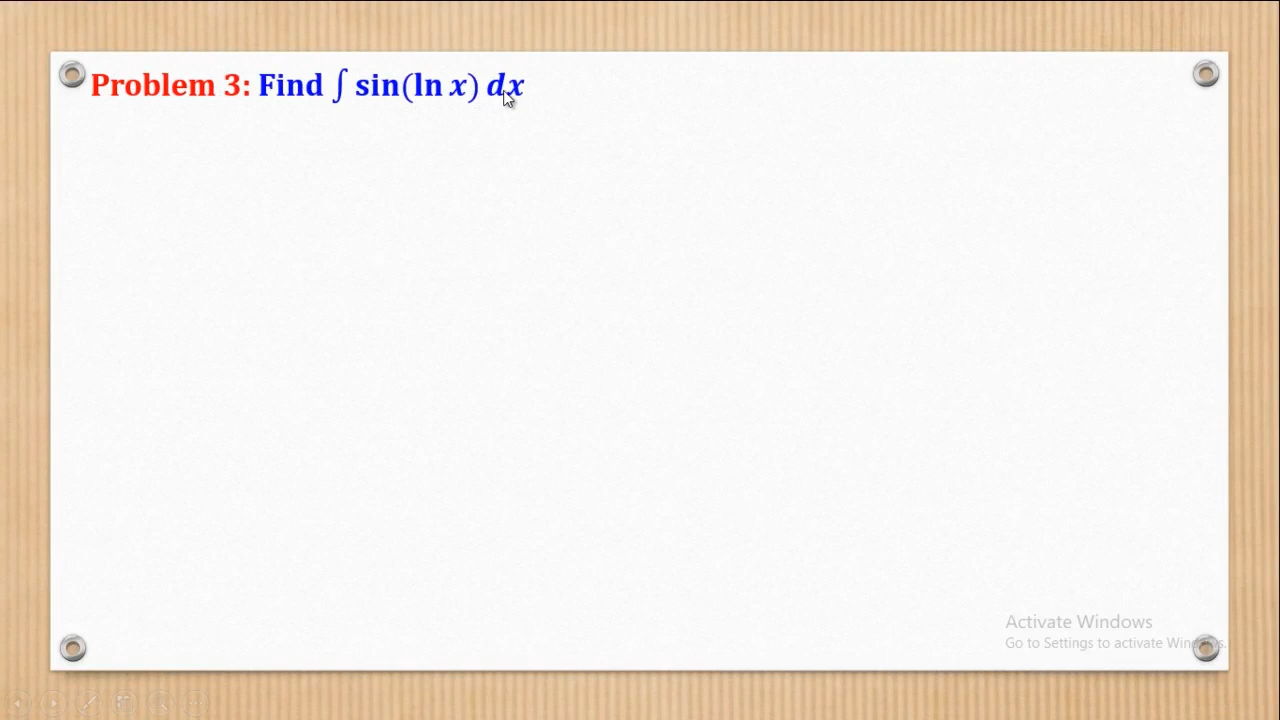 Problem 3: Find ∫ sin(ln x) dx
Activate Windows
Go to Settings to activate Windows.